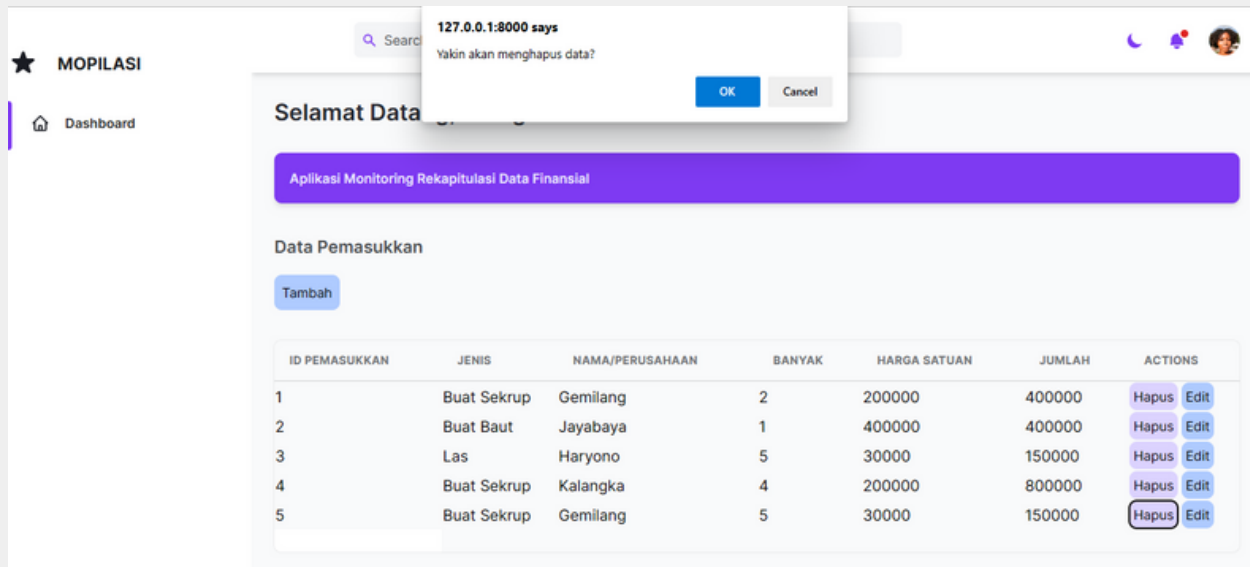 127.0.0.1:8000 says
Yakin akan menghapus data?
OK Cancel
MOPILASI
Dashboard
Selamat Data
Aplikasi Monitoring Rekapitulasi Data Finansial
Data Pemasukkan
Tambah
ID PEMASUKKAN JENIS NAMA/PERUSAHAAN BANYAK HARGA SATUAN JUMLAH ACTIONS
1 Buat Sekrup Gemilang 2 200000 400000 Hapus Edit
2 Buat Baut Jayabaya 1 400000 400000 Hapus Edit
3 Las Haryono 5 30000 150000 Hapus Edit
4 Buat Sekrup Kalangka 4 200000 800000 Hapus Edit
5 Buat Sekrup Gemilang 5 30000 150000 Hapus Edit